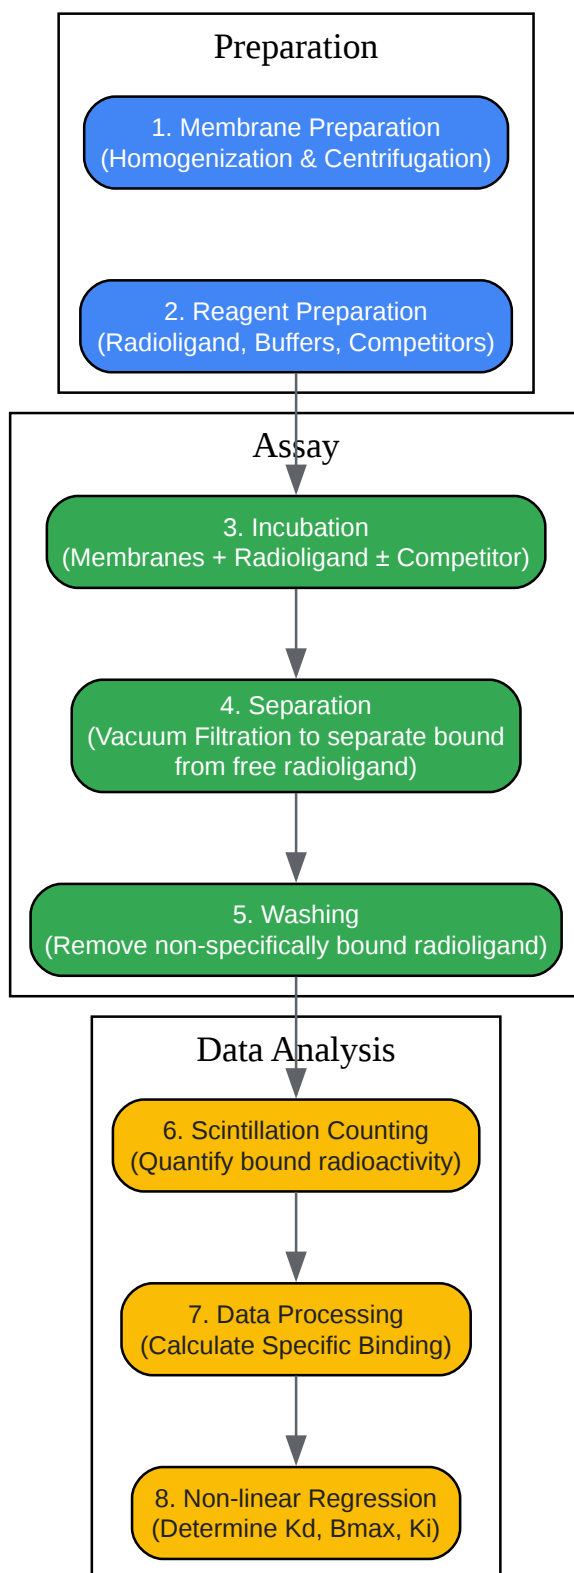 Preparation
1. Membrane Preparation
(Homogenization & Centrifugation)
2. Reagent Preparation
(Radioligand, Buffers, Competitors)
Assay
3. Incubation
(Membranes + Radioligand ± Competitor)
4. Separation
(Vacuum Filtration to separate bound
from free radioligand)
5. Washing
(Remove non-specifically bound radioligand)
Data Analysis
6. Scintillation Counting
(Quantify bound radioactivity)
7. Data Processing
(Calculate Specific Binding)
8. Non-linear Regression
(Determine Kd, Bmax, Ki)